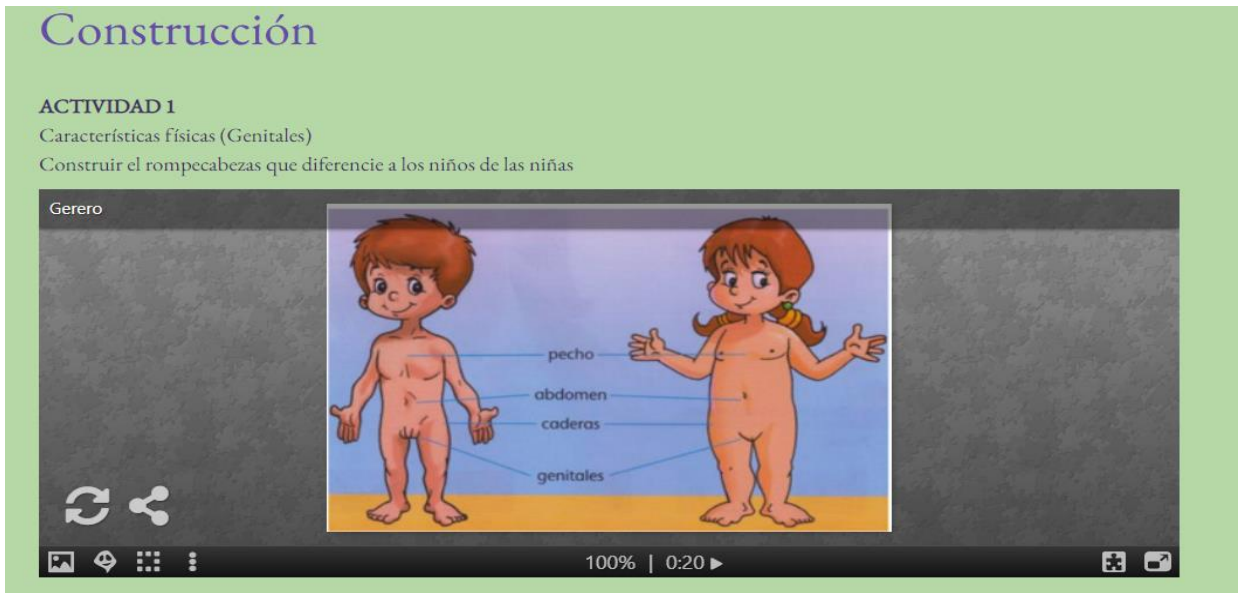 Construcción
ACTIVIDAD 1
Características físicas (Genitales)
Construir el rompecabezas que diferencie a los niños de las niñas
Gerero
pecho
abdomen
caderas
genitales
100% | 0:20